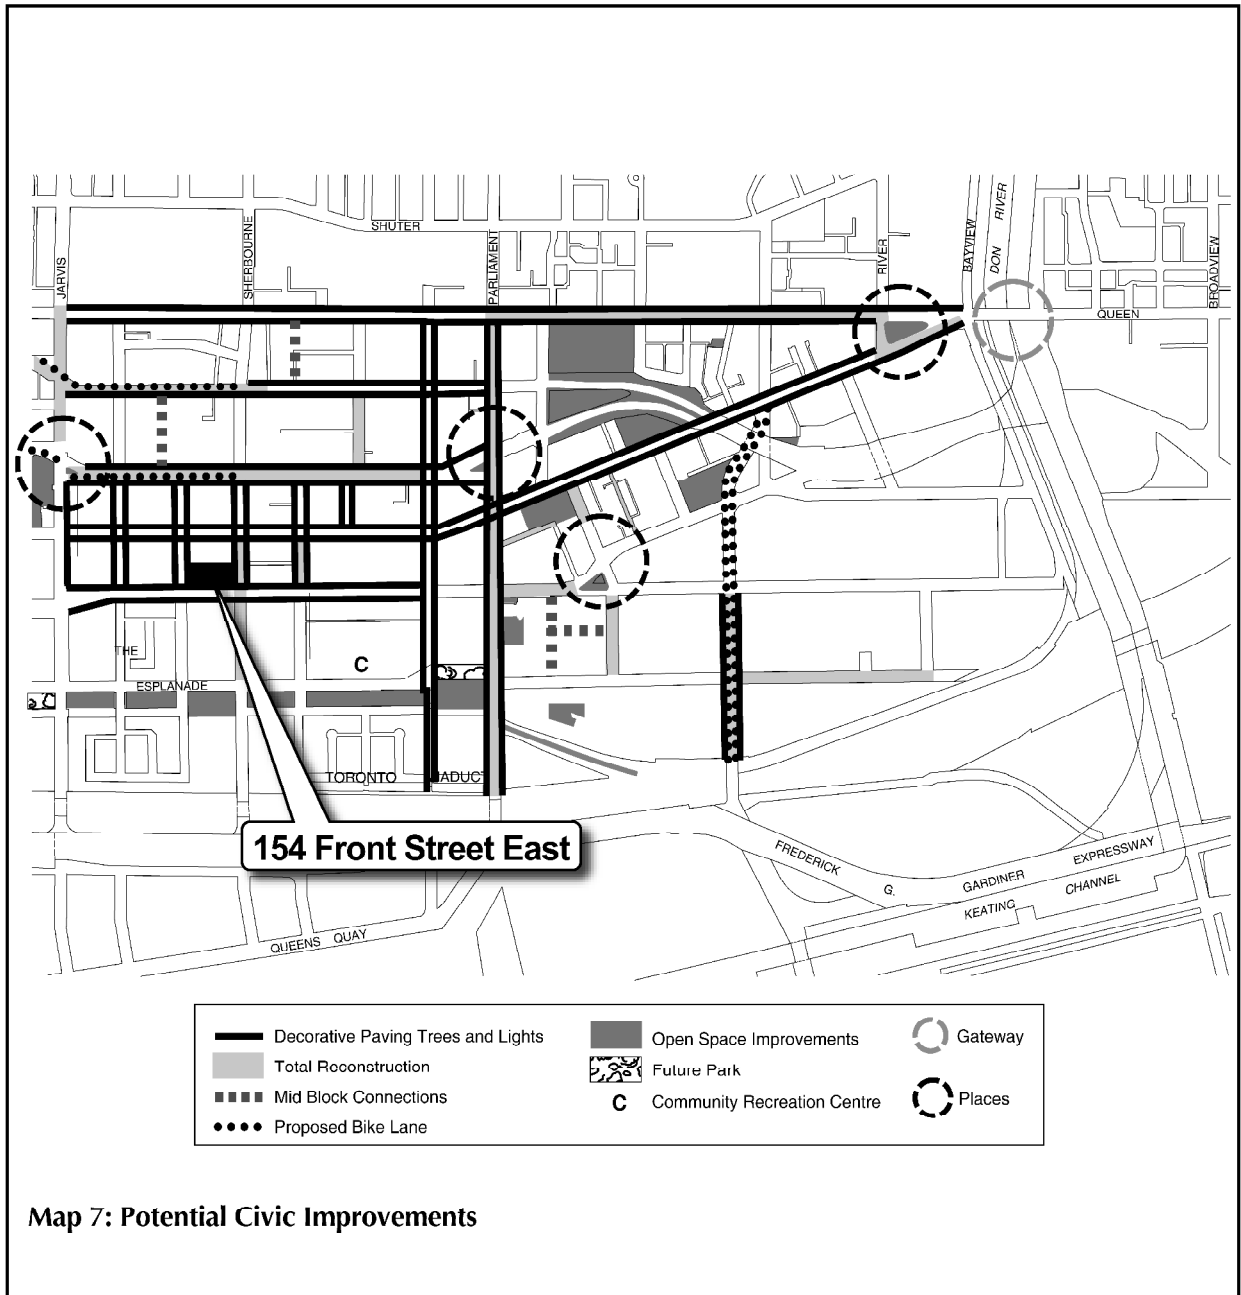 SHUTER
JARVIS
SHERBOURNE
PARLIAMENT
RIVER
BAYVIEW
DON RIVER
BROADVIEW
QUEEN
THE
ESPLANADE
C
TORONTO
154 Front Street East
FREDERICK G. GARDINER EXPRESSWAY
KEATING CHANNEL
QUEENS QUAY
Decorative Paving Trees and Lights
Total Reconstruction
Mid Block Connections
Proposed Bike Lane
Open Space Improvements
Future Park
C Community Recreation Centre
Gateway
Places
Map 7: Potential Civic Improvements